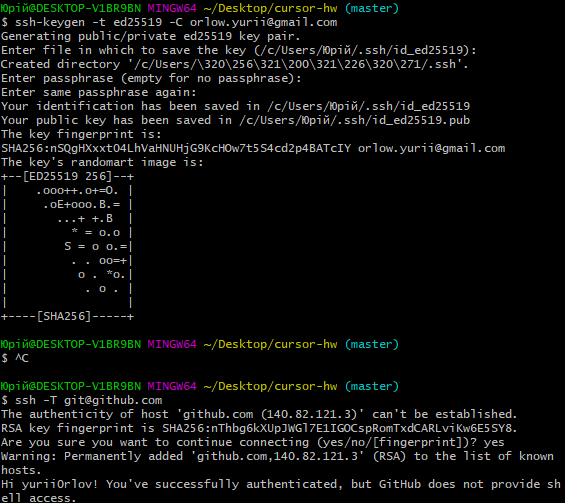 Юрій@DESKTOP-V1BR9BN MINGW64 ~/Desktop/cursor-hw (master)
$ ssh-keygen -t ed25519 -C orlow.yurii@gmail.com
Generating public/private ed25519 key pair.
Enter file in which to save the key (/c/Users/Юрій/.ssh/id_ed25519):
Created directory '/c/Users/\320\256\321\200\321\226\320\271/.ssh'.
Enter passphrase (empty for no passphrase):
Enter same passphrase again:
Your identification has been saved in /c/Users/Юрій/.ssh/id_ed25519
Your public key has been saved in /c/Users/Юрій/.ssh/id_ed25519.pub
The key fingerprint is:
SHA256:nSQgHXxxtO4LhVaHNUHjG9KcHOw7t5S4cd2p4BATcIY orlow.yurii@gmail.com
The key's randomart image is:
+--[ED25519 256]--+
|    .ooo++.o+=O. |
|     .oE+ooo.B.= |
|       ...+ +.B  |
|         * = o.o |
|        S = o o.=|
|         . . oo=+|
|          o . *o.|
|           . o . |
|                 |
+----[SHA256]-----+
Юрій@DESKTOP-V1BR9BN MINGW64 ~/Desktop/cursor-hw (master)
$ ^C
Юрій@DESKTOP-V1BR9BN MINGW64 ~/Desktop/cursor-hw (master)
$ ssh -T git@github.com
The authenticity of host 'github.com (140.82.121.3)' can't be established.
RSA key fingerprint is SHA256:nThbg6kXUpJWGl7E1IGOCspRomTxdCARLviKw6E5SY8.
Are you sure you want to continue connecting (yes/no/[fingerprint])? yes
Warning: Permanently added 'github.com,140.82.121.3' (RSA) to the list of known
hosts.
Hi yuriiOrlov! You've successfully authenticated, but GitHub does not provide sh
ell access.